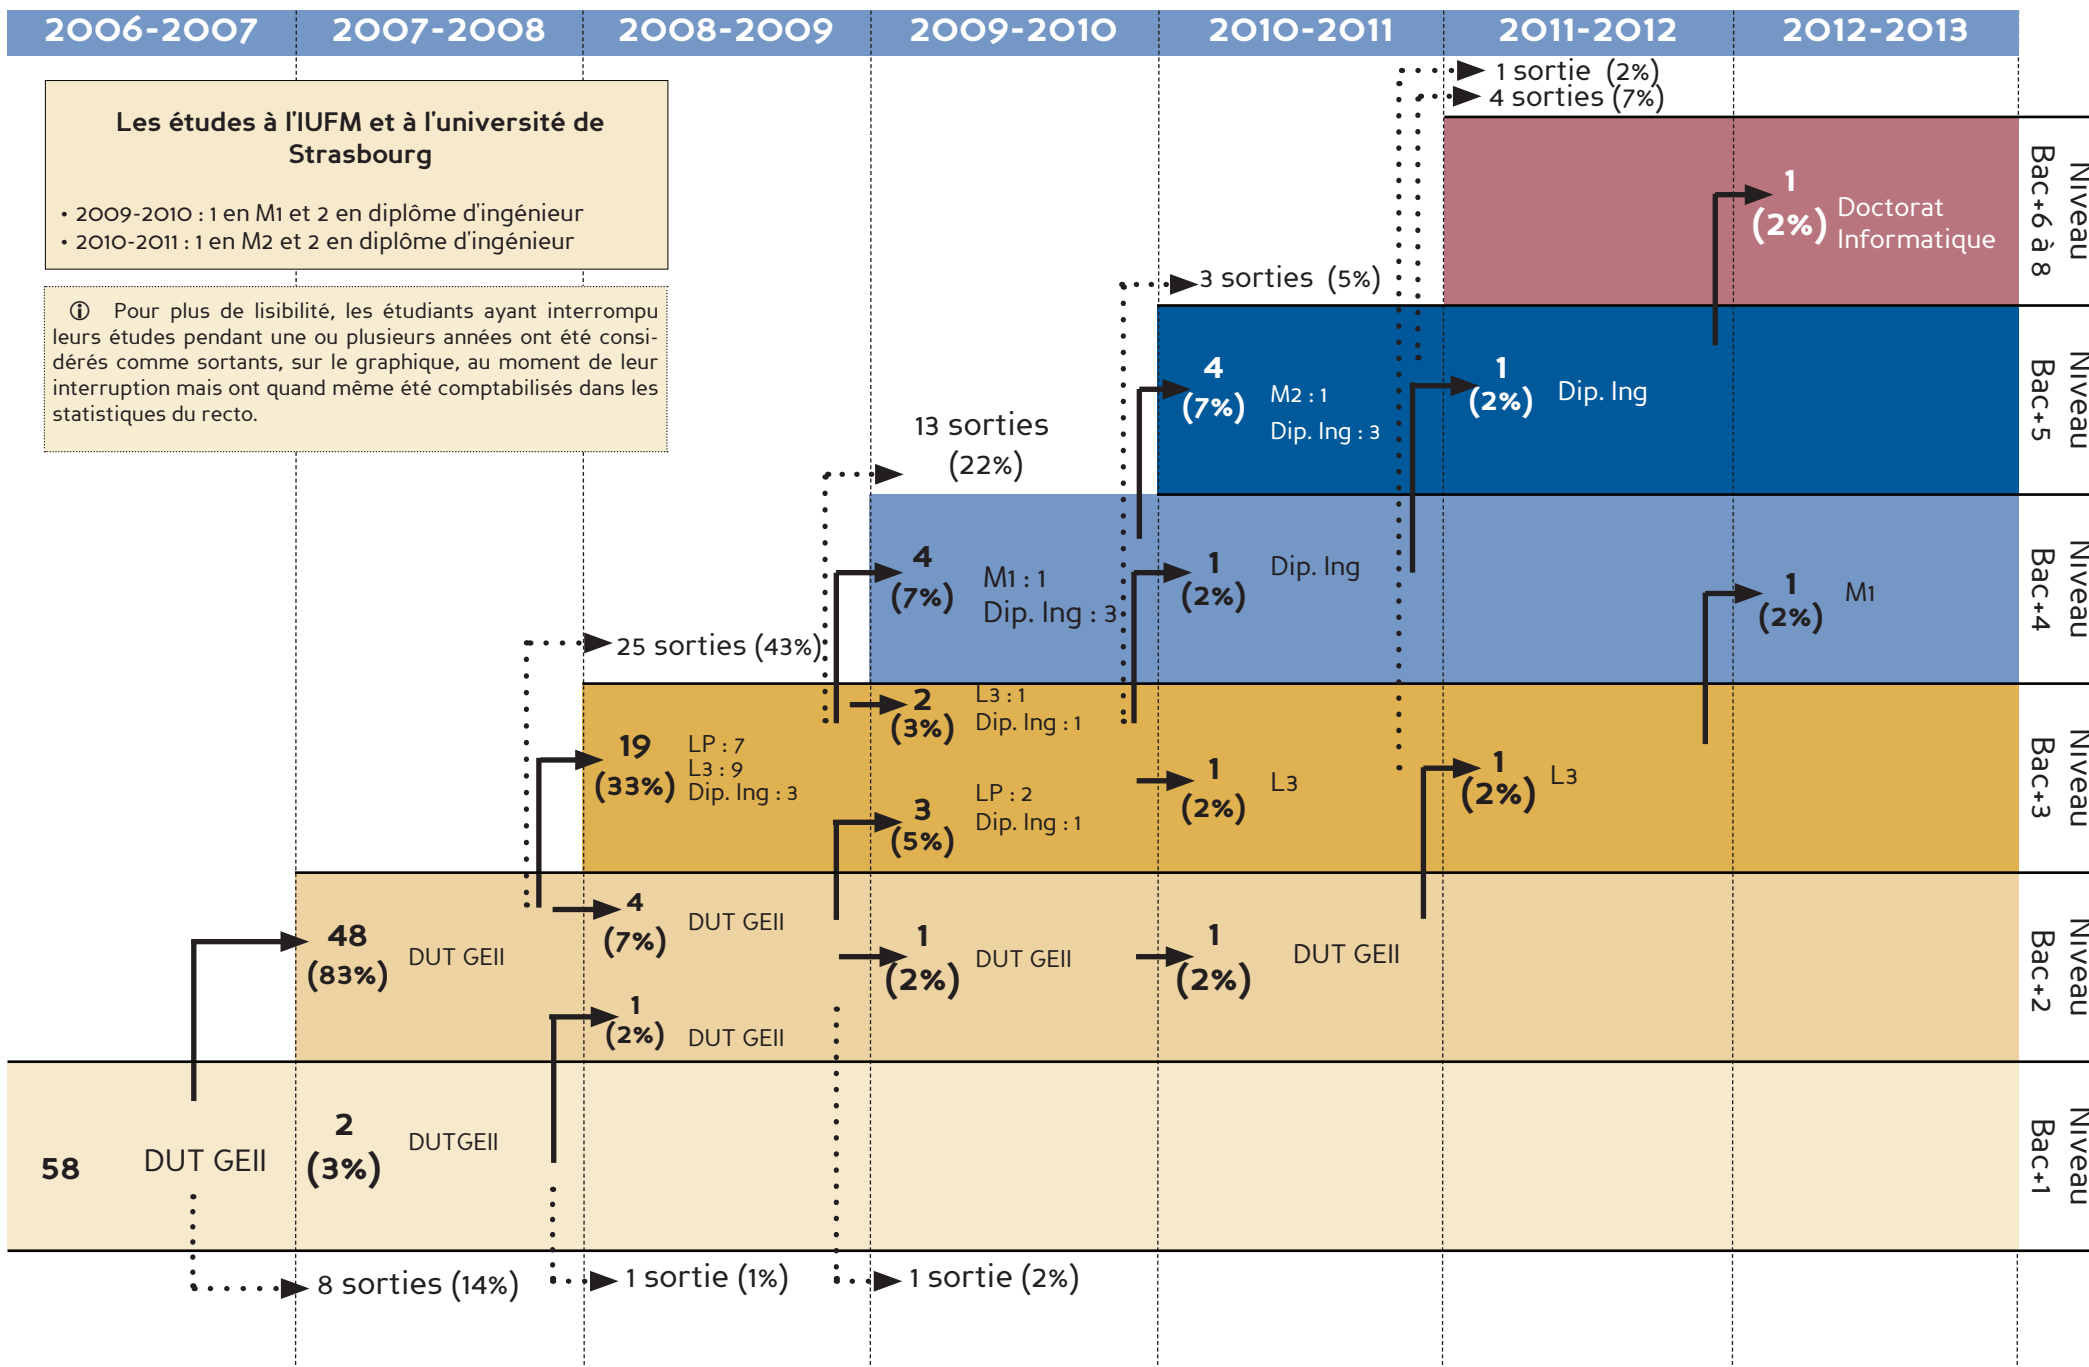 2006-2007 2007-2008 2008-2009 2009-2010 2010-2011 2011-2012 2012-2013
Les études à l'IUFM et à l'université de
Strasbourg
• 2009-2010 : 1 en M1 et 2 en diplôme d'ingénieur
• 2010-2011 : 1 en M2 et 2 en diplôme d'ingénieur
ⓘ Pour plus de lisibilité, les étudiants ayant interrompu
leurs études pendant une ou plusieurs années ont été consi-
dérés comme sortants, sur le graphique, au moment de leur
interruption mais ont quand même été comptabilisés dans les
statistiques du recto.
1 sortie (2%)
4 sorties (7%)
1
(2%)
Doctorat
Informatique
Niveau
Bac+6 à 8
3 sorties (5%)
4
(7%)
M2 : 1
Dip. Ing : 3
1
(2%)
Dip. Ing
Niveau
Bac+5
13 sorties
(22%)
4
(7%)
M1 : 1
Dip. Ing : 3
1
(2%)
Dip. Ing
1
(2%)
M1
Niveau
Bac+4
25 sorties (43%)
19
(33%)
LP : 7
L3 : 9
Dip. Ing : 3
2
(3%)
L3 : 1
Dip. Ing : 1
3
(5%)
LP : 2
Dip. Ing : 1
1
(2%)
L3
1
(2%)
L3
Niveau
Bac+3
48
(83%)
DUT GEII
4
(7%)
DUT GEII
1
(2%)
DUT GEII
1
(2%)
DUT GEII
1
(2%)
DUT GEII
Niveau
Bac+2
58
DUT GEII
2
(3%)
DUTGEII
Niveau
Bac+1
8 sorties (14%)
1 sortie (1%)
1 sortie (2%)